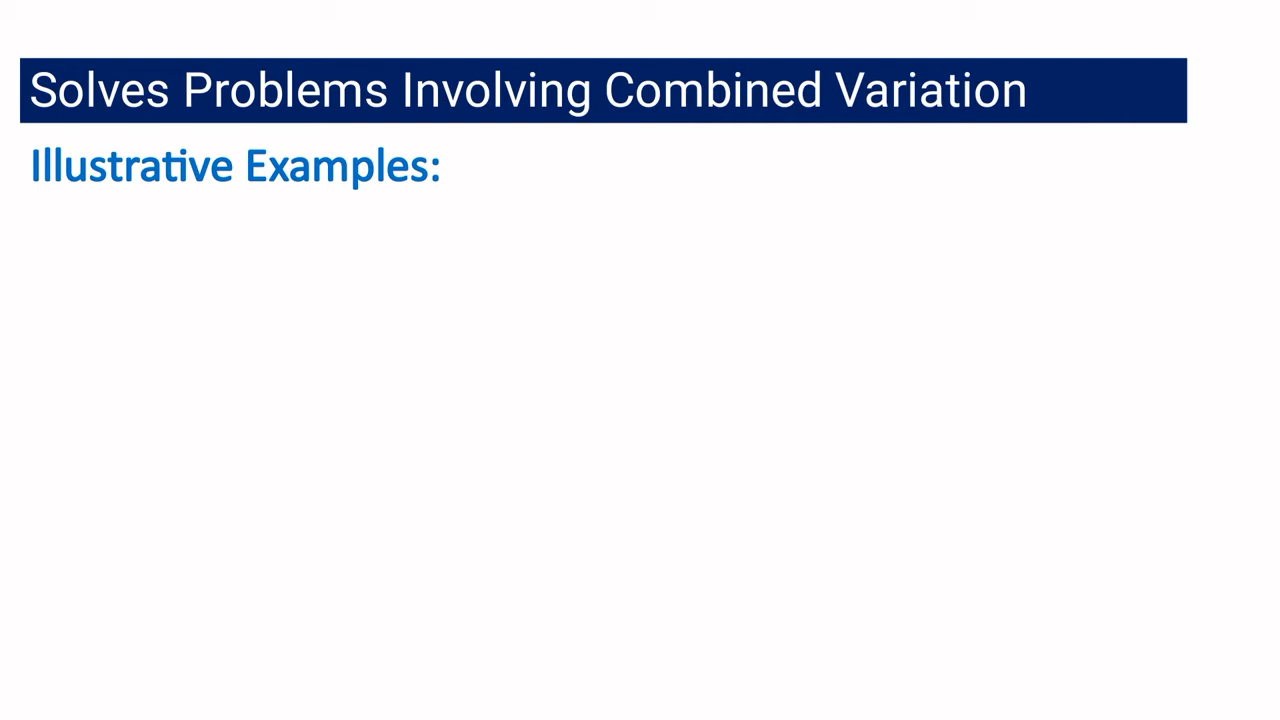 Solves Problems Involving Combined Variation
Illustrative Examples: